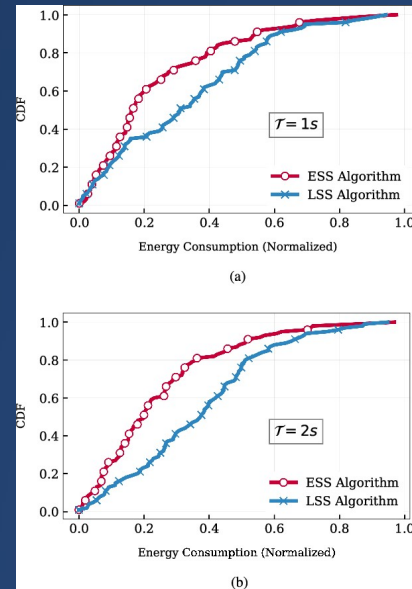 1.0
0.8
0.6
0.4
0.2
0.0
CDF
𝒯 = 1s
ESS Algorithm
LSS Algorithm
0.0 0.2 0.4 0.6 0.8 1.0
Energy Consumption (Normalized)
(a)
1.0
0.8
0.6
0.4
0.2
0.0
CDF
𝒯 = 2s
ESS Algorithm
LSS Algorithm
0.0 0.2 0.4 0.6 0.8 1.0
Energy Consumption (Normalized)
(b)